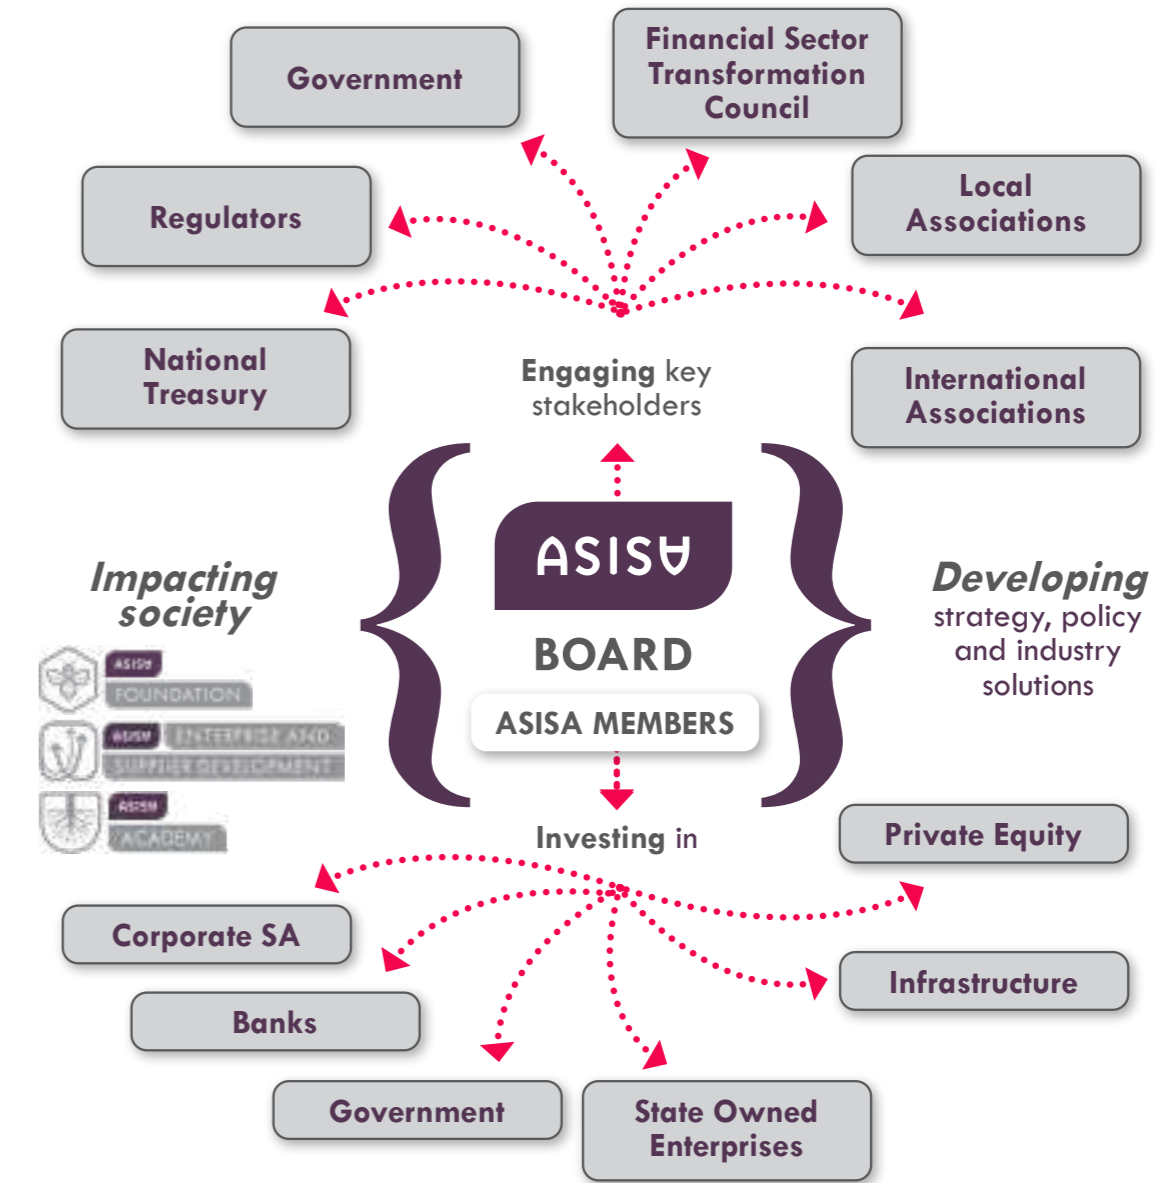 Government
Financial Sector
Transformation
Council
Regulators
Local
Associations
National
Treasury
International
Associations
Engaging key
stakeholders
ASISA
BOARD
ASISA MEMBERS
Impacting
society
ASISA
FOUNDATION
ASISA ENTERPRISE AND
SUPPLIER DEVELOPMENT
ASISA
ACADEMY
Developing
strategy, policy
and industry
solutions
Investing in
Private Equity
Corporate SA
Infrastructure
Banks
Government
State Owned
Enterprises